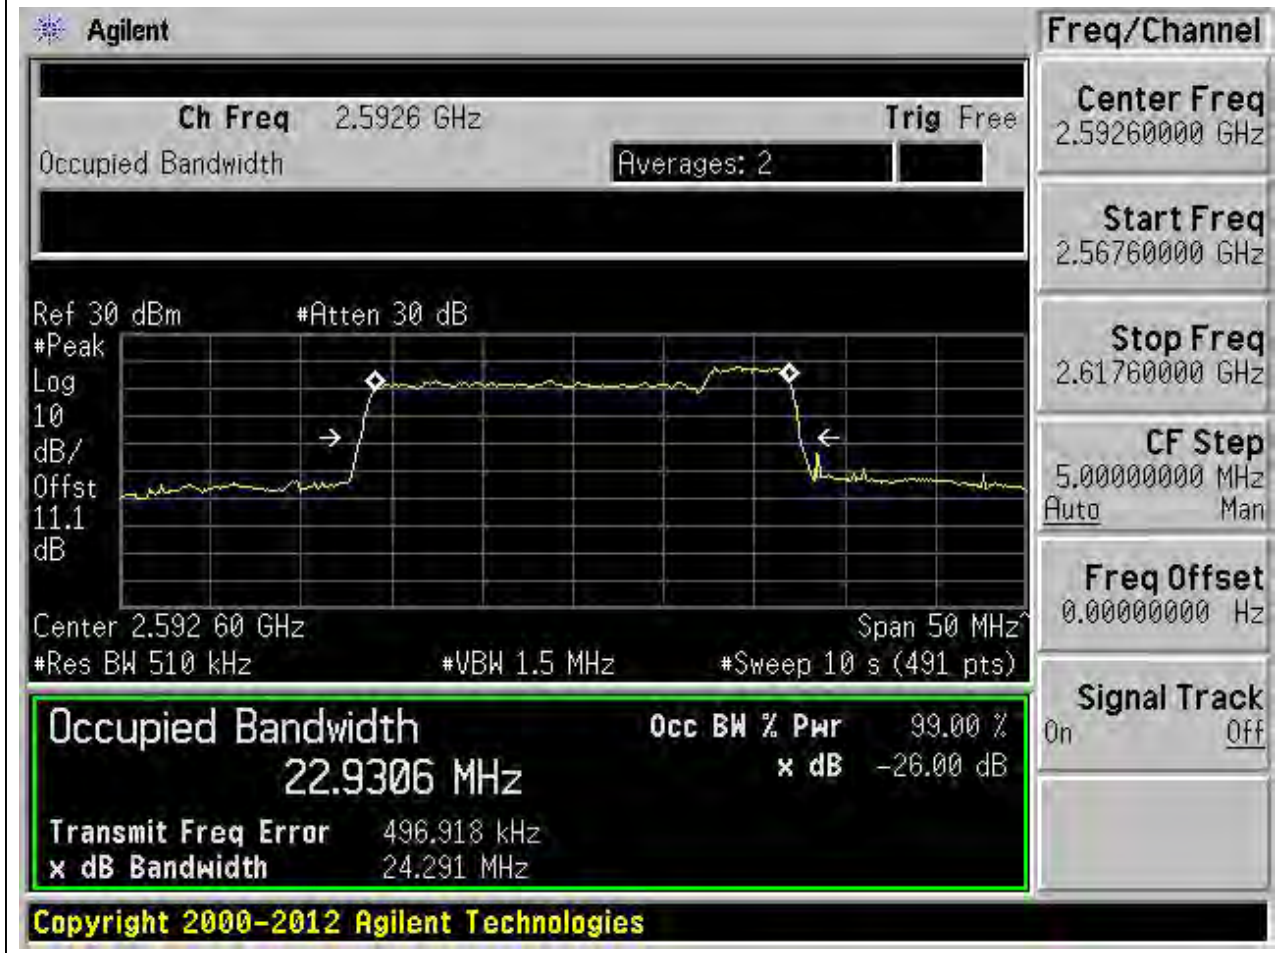 Agilent
Freq/Channel
Ch Freq 2.5926 GHz Trig Free
Occupied Bandwidth Averages: 2
Center Freq
2.59260000 GHz
Start Freq
2.56760000 GHz
Stop Freq
2.61760000 GHz
CF Step
5.00000000 MHz
Auto Man
Freq Offset
0.00000000 Hz
Signal Track
On Off
Ref 30 dBm #Atten 30 dB
#Peak
Log
10
dB/
Offst
11.1
dB
Center 2.592 60 GHz Span 50 MHz^
#Res BW 510 kHz #VBW 1.5 MHz #Sweep 10 s (491 pts)
Occupied Bandwidth Occ BW % Pwr 99.00 %
22.9306 MHz x dB -26.00 dB
Transmit Freq Error 496.918 kHz
x dB Bandwidth 24.291 MHz
Copyright 2000-2012 Agilent Technologies